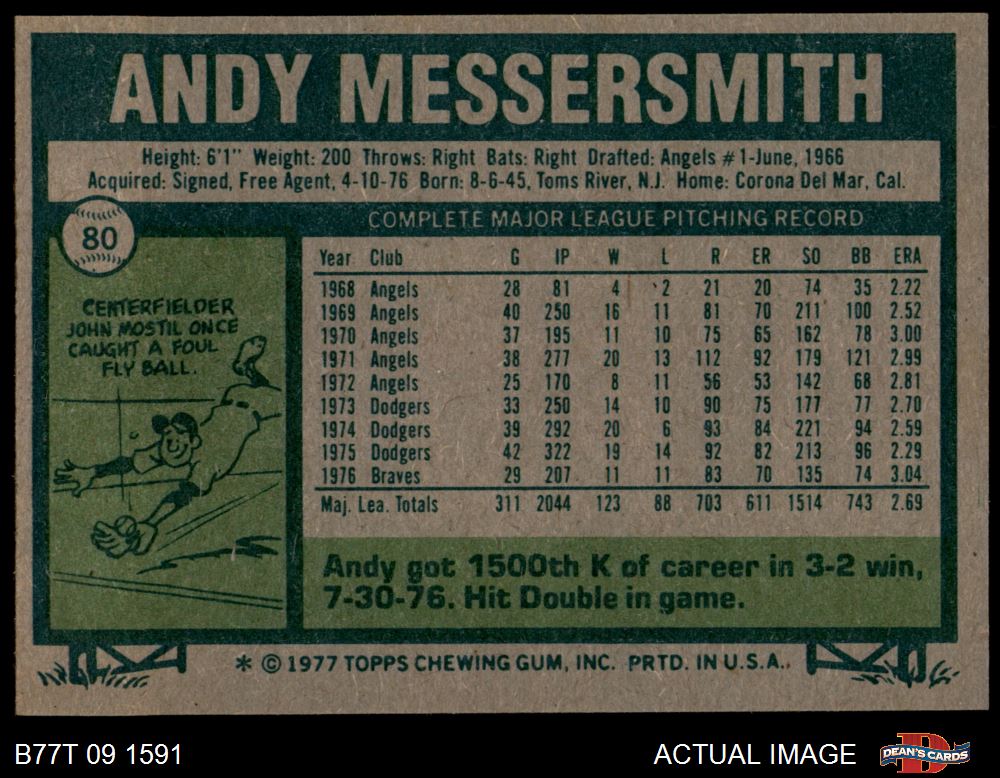 ANDY MESSERSMITH
Height: 6'1" Weight: 200 Throws: Right Bats: Right Drafted: Angels #1-June, 1966
Acquired: Signed, Free Agent, 4-10-76 Born: 8-6-45, Toms River, N.J. Home: Corona Del Mar, Cal.
80
CENTERFIELDER
JOHN MOSTIL ONCE
CAUGHT A FOUL
FLY BALL.
COMPLETE MAJOR LEAGUE PITCHING RECORD
Year Club G IP W L R ER SO BB ERA
1968 Angels 28 81 4 2 21 20 74 35 2.22
1969 Angels 40 250 16 11 81 70 211 100 2.52
1970 Angels 37 195 11 10 75 65 162 78 3.00
1971 Angels 38 277 20 13 112 92 179 121 2.99
1972 Angels 25 170 8 11 56 53 142 68 2.81
1973 Dodgers 33 250 14 10 90 75 177 77 2.70
1974 Dodgers 39 292 20 6 93 84 221 94 2.59
1975 Dodgers 42 322 19 14 92 82 213 96 2.29
1976 Braves 29 207 11 11 83 70 135 74 3.04
Maj. Lea. Totals 311 2044 123 88 703 611 1514 743 2.69
Andy got 1500th K of career in 3-2 win,
7-30-76. Hit Double in game.
* © 1977 TOPPS CHEWING GUM, INC. PRTD. IN U.S.A.
B77T 09 1591
ACTUAL IMAGE
D
DEAN'S CARDS